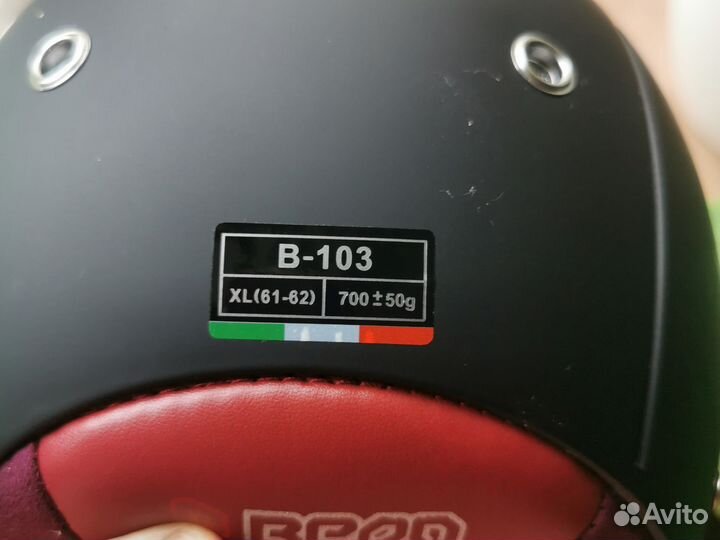 B-103
XL(61-62) 700±50g
BEON
Avito